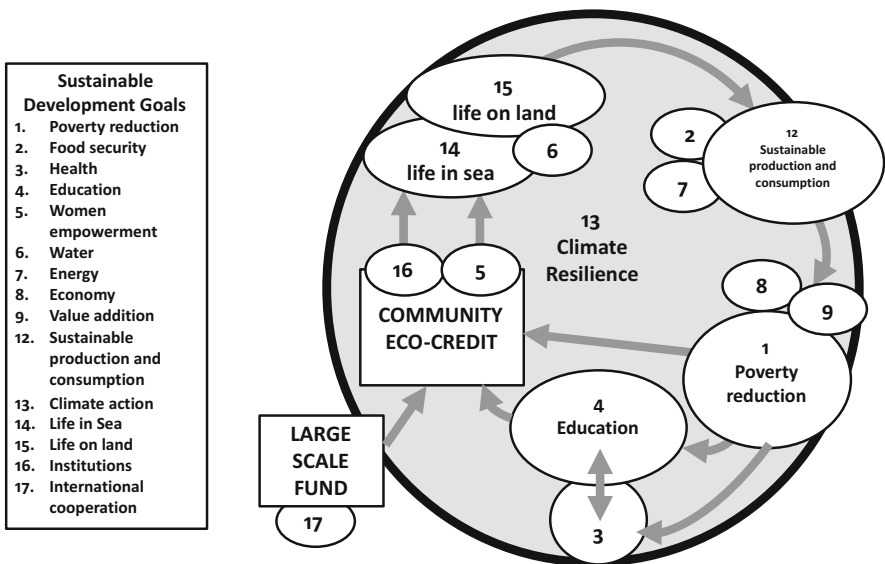 Sustainable
Development Goals
1. Poverty reduction
2. Food security
3. Health
4. Education
5. Women
empowerment
6. Water
7. Energy
8. Economy
9. Value addition
12. Sustainable
production and
consumption
13. Climate action
14. Life in Sea
15. Life on land
16. Institutions
17. International
cooperation
15
life on land
14
life in sea
6
2
7
12
Sustainable
production and
consumption
13
Climate
Resilience
16
5
COMMUNITY
ECO-CREDIT
8
9
1
Poverty
reduction
4
Education
3
LARGE
SCALE
FUND
17